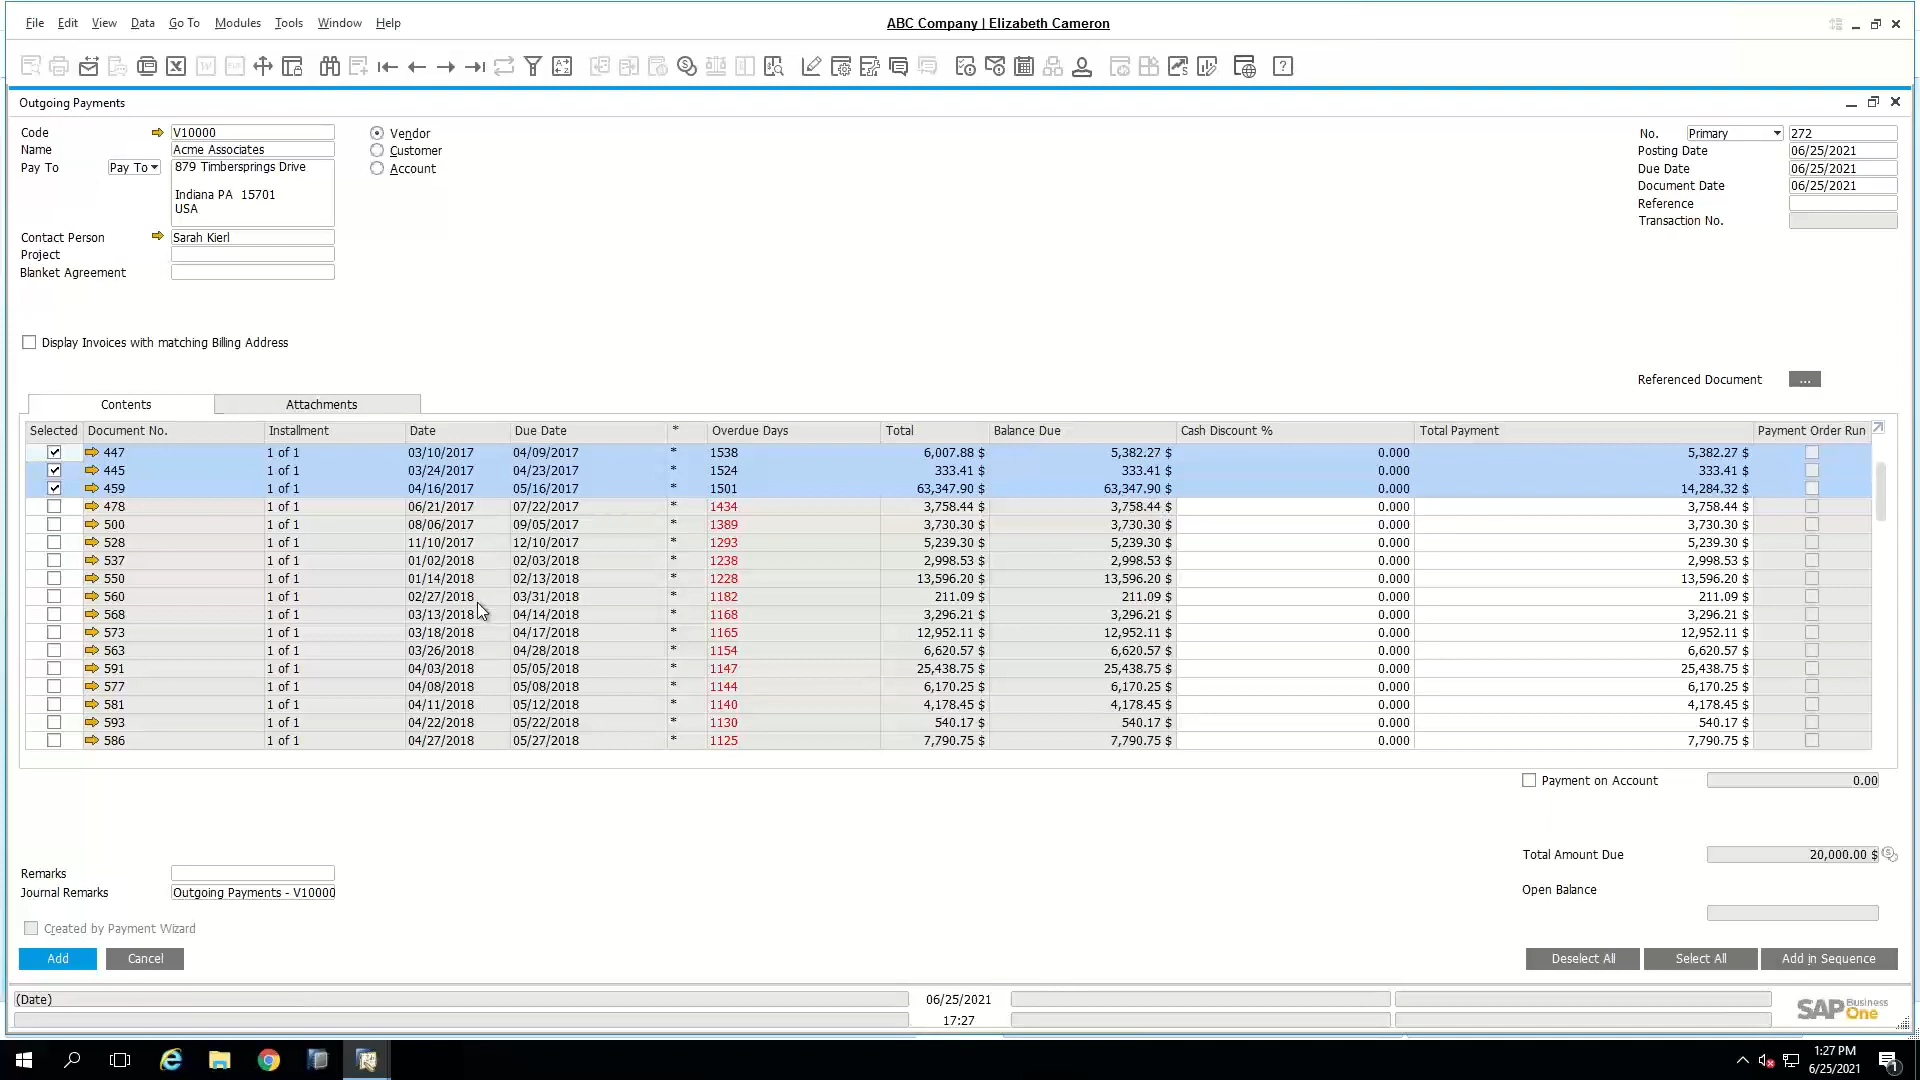 File Edit View Data Go To Modules Tools Window Help
ABC Company | Elizabeth Cameron
Outgoing Payments
Code V10000 Vendor No. Primary 272
Name Acme Associates Customer Posting Date 06/25/2021
Pay To Pay To 879 Timbersprings Drive Account Due Date 06/25/2021
Document Date 06/25/2021
Indiana PA 15701
USA Reference
Transaction No.
Contact Person Sarah Kierl
Project
Blanket Agreement
Display Invoices with matching Billing Address
Referenced Document ...
Contents Attachments
Selected Document No. Installment Date Due Date * Overdue Days Total Balance Due Cash Discount % Total Payment Payment Order Run
447 1 of 1 03/10/2017 04/09/2017 * 1538 6,007.88 $ 5,382.27 $ 0.000 5,382.27 $
445 1 of 1 03/24/2017 04/23/2017 * 1524 333.41 $ 333.41 $ 0.000 333.41 $
459 1 of 1 04/16/2017 05/16/2017 * 1501 63,347.90 $ 63,347.90 $ 0.000 14,284.32 $
478 1 of 1 06/21/2017 07/22/2017 * 1434 3,758.44 $ 3,758.44 $ 0.000 3,758.44 $
500 1 of 1 08/06/2017 09/05/2017 * 1389 3,730.30 $ 3,730.30 $ 0.000 3,730.30 $
528 1 of 1 11/10/2017 12/10/2017 * 1293 5,239.30 $ 5,239.30 $ 0.000 5,239.30 $
537 1 of 1 01/02/2018 02/03/2018 * 1238 2,998.53 $ 2,998.53 $ 0.000 2,998.53 $
550 1 of 1 01/14/2018 02/13/2018 * 1228 13,596.20 $ 13,596.20 $ 0.000 13,596.20 $
560 1 of 1 02/27/2018 03/31/2018 * 1182 211.09 $ 211.09 $ 0.000 211.09 $
568 1 of 1 03/13/2018 04/14/2018 * 1168 3,296.21 $ 3,296.21 $ 0.000 3,296.21 $
573 1 of 1 03/18/2018 04/17/2018 * 1165 12,952.11 $ 12,952.11 $ 0.000 12,952.11 $
563 1 of 1 03/26/2018 04/28/2018 * 1154 6,620.57 $ 6,620.57 $ 0.000 6,620.57 $
591 1 of 1 04/03/2018 05/05/2018 * 1147 25,438.75 $ 25,438.75 $ 0.000 25,438.75 $
577 1 of 1 04/08/2018 05/08/2018 * 1144 6,170.25 $ 6,170.25 $ 0.000 6,170.25 $
581 1 of 1 04/11/2018 05/12/2018 * 1140 4,178.45 $ 4,178.45 $ 0.000 4,178.45 $
593 1 of 1 04/22/2018 05/22/2018 * 1130 540.17 $ 540.17 $ 0.000 540.17 $
586 1 of 1 04/27/2018 05/27/2018 * 1125 7,790.75 $ 7,790.75 $ 0.000 7,790.75 $
Payment on Account 0.00
Total Amount Due 20,000.00 $
Remarks
Journal Remarks Outgoing Payments - V10000 Open Balance
Created by Payment Wizard
Add Cancel Deselect All Select All Add in Sequence
(Date) 06/25/2021
17:27
SAP Business One
1:27 PM
6/25/2021
1